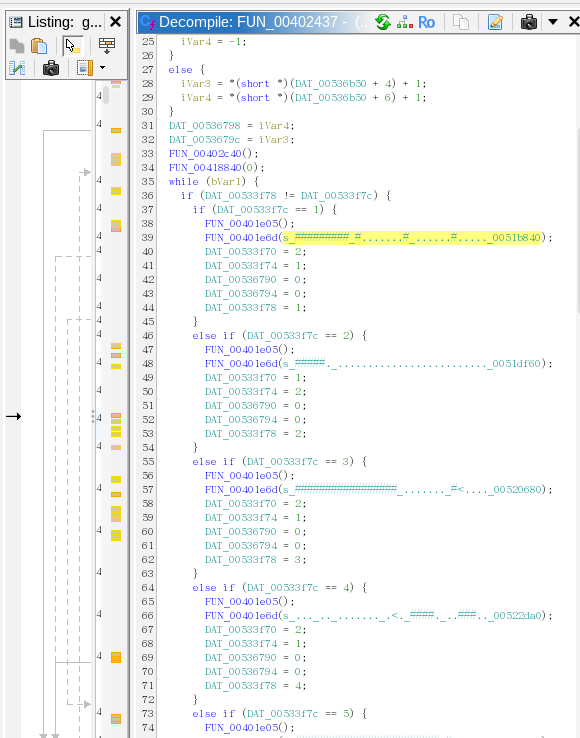 Listing: g...
Decompile: FUN_00402437 - (...
Ro
25 iVar4 = -1;
26 }
27 else {
28 iVar3 = *(short *)(DAT_00536b50 + 4) + 1;
29 iVar4 = *(short *)(DAT_00536b50 + 6) + 1;
30 }
31 DAT_00536798 = iVar4;
32 DAT_0053679c = iVar3;
33 FUN_00402c40();
34 FUN_00418840(0);
35 while (bVar1) {
36 if (DAT_00533f78 != DAT_00533f7c) {
37 if (DAT_00533f7c == 1) {
38 FUN_00401e05();
39 FUN_00401e6d(s_#########_#.......#_......#....._0051b840);
40 DAT_00533f70 = 2;
41 DAT_00533f74 = 1;
42 DAT_00536790 = 0;
43 DAT_00536794 = 0;
44 DAT_00533f78 = 1;
45 }
46 else if (DAT_00533f7c == 2) {
47 FUN_00401e05();
48 FUN_00401e6d(s_#####._........................._0051df60);
49 DAT_00533f70 = 1;
50 DAT_00533f74 = 2;
51 DAT_00536790 = 0;
52 DAT_00536794 = 0;
53 DAT_00533f78 = 2;
54 }
55 else if (DAT_00533f7c == 3) {
56 FUN_00401e05();
57 FUN_00401e6d(s_#################_......._#<...._00520680);
58 DAT_00533f70 = 2;
59 DAT_00533f74 = 1;
60 DAT_00536790 = 0;
61 DAT_00536794 = 0;
62 DAT_00533f78 = 3;
63 }
64 else if (DAT_00533f7c == 4) {
65 FUN_00401e05();
66 FUN_00401e6d(s_..._.._......._.<._####._..###.._00522da0);
67 DAT_00533f70 = 2;
68 DAT_00533f74 = 1;
69 DAT_00536790 = 0;
70 DAT_00536794 = 0;
71 DAT_00533f78 = 4;
72 }
73 else if (DAT_00533f7c == 5) {
74 FUN_00401e05();